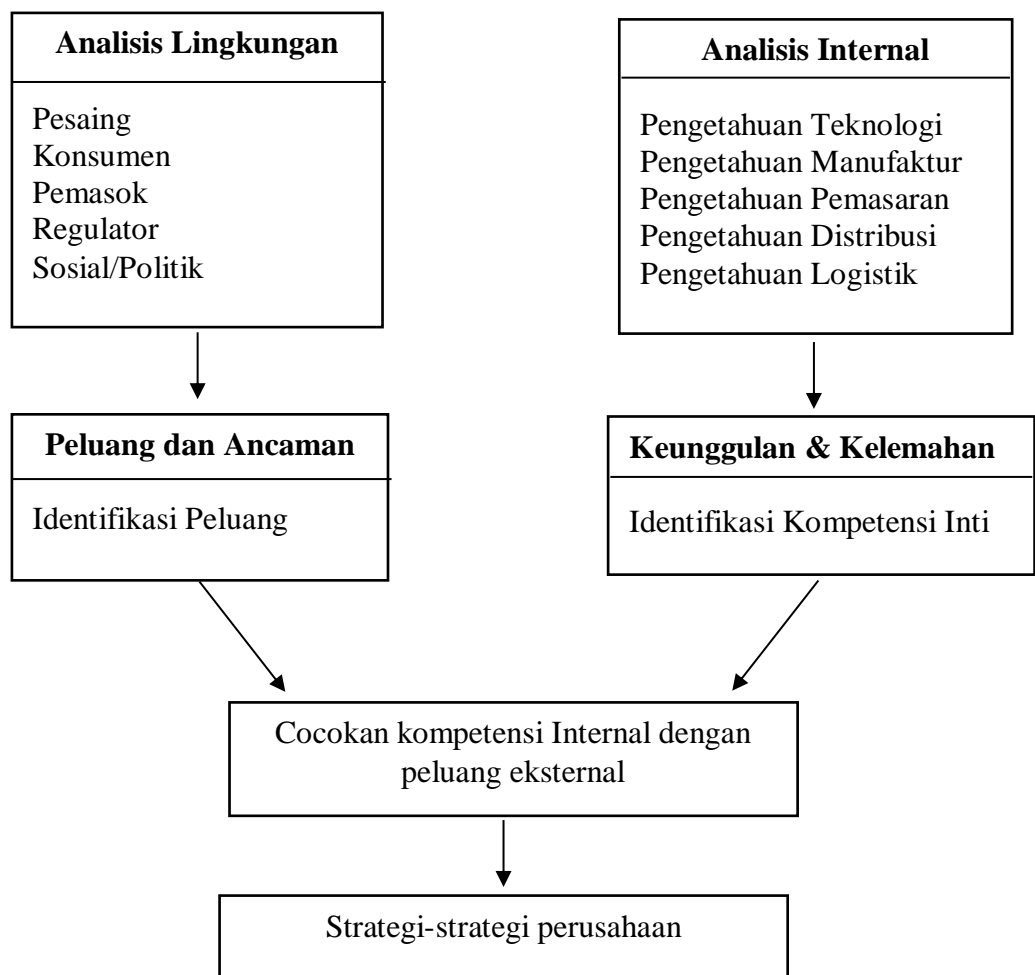 Analisis Lingkungan
Pesaing
Konsumen
Pemasok
Regulator
Sosial/Politik
Analisis Internal
Pengetahuan Teknologi
Pengetahuan Manufaktur
Pengetahuan Pemasaran
Pengetahuan Distribusi
Pengetahuan Logistik
Peluang dan Ancaman
Identifikasi Peluang
Keunggulan & Kelemahan
Identifikasi Kompetensi Inti
Cocokan kompetensi Internal dengan
peluang eksternal
Strategi-strategi perusahaan